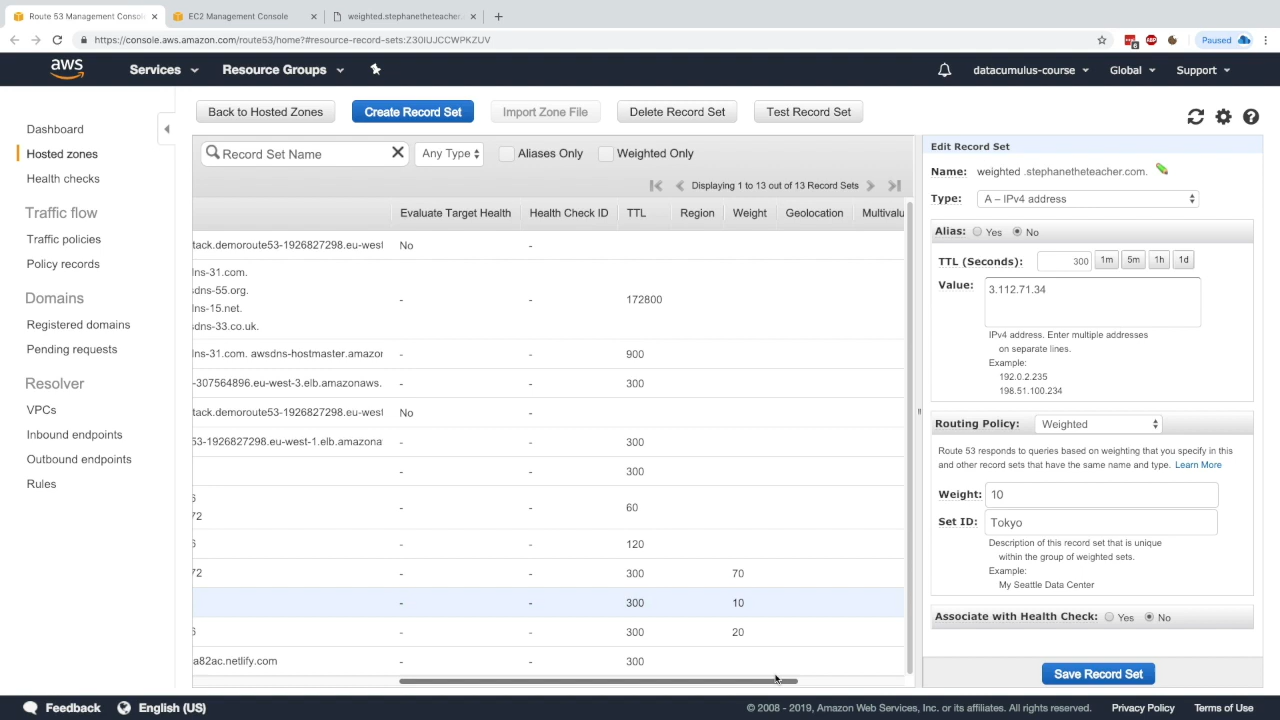 Route 53 Management Console
EC2 Management Console
weighted.stephanetheteacher.
https://console.aws.amazon.com/route53/home?#resource-record-sets:Z30IUJCCWPKZUV
Paused
aws
Services
Resource Groups
datacumulus-course
Global
Support
Dashboard
Hosted zones
Health checks
Traffic flow
Traffic policies
Policy records
Domains
Registered domains
Pending requests
Resolver
VPCs
Inbound endpoints
Outbound endpoints
Rules
Back to Hosted Zones
Create Record Set
Import Zone File
Delete Record Set
Test Record Set
Record Set Name
Any Type
Aliases Only
Weighted Only
Displaying 1 to 13 out of 13 Record Sets
Evaluate Target Health Health Check ID TTL Region Weight Geolocation Multivalu
tack.demoroute53-1926827298.eu-west No -
dns-31.com.
sdns-55.org.
- - 172800
lns-15.net.
sdns-33.co.uk.
lns-31.com. awsdns-hostmaster.amazor - - 900
-307564896.eu-west-3.elb.amazonaws. - - 300
tack.demoroute53-1926827298.eu-west No -
53-1926827298.eu-west-1.elb.amazona - - 300
- - 300
6
- - 60
72
6 - - 120
72 - - 300 70
- - 300 10
6 - - 300 20
a82ac.netlify.com - - 300
Edit Record Set
Name: weighted .stephanetheteacher.com.
Type: A – IPv4 address
Alias: Yes No
TTL (Seconds): 300 1m 5m 1h 1d
Value: 3.112.71.34
IPv4 address. Enter multiple addresses
on separate lines.
Example:
192.0.2.235
198.51.100.234
Routing Policy: Weighted
Route 53 responds to queries based on weighting that you specify in this
and other record sets that have the same name and type. Learn More
Weight: 10
Set ID: Tokyo
Description of this record set that is unique
within the group of weighted sets.
Example:
My Seattle Data Center
Associate with Health Check: Yes No
Save Record Set
Feedback
English (US)
© 2008 - 2019, Amazon Web Services, Inc. or its affiliates. All rights reserved.
Privacy Policy
Terms of Use